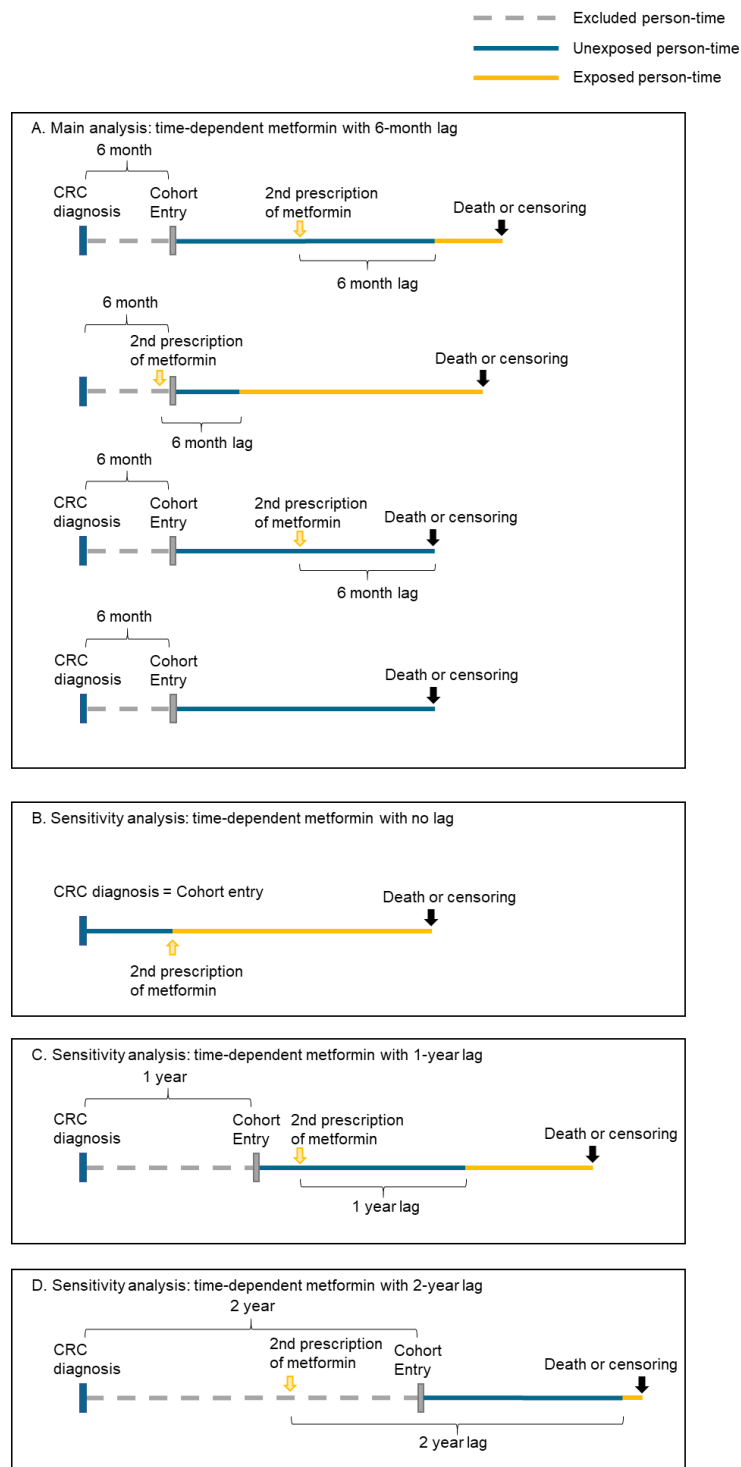 Excluded person-time
Unexposed person-time
Exposed person-time
A. Main analysis: time-dependent metformin with 6-month lag
6 month
CRC
diagnosis
Cohort
Entry
2nd prescription
of metformin
Death or censoring
6 month lag
6 month
2nd prescription
of metformin
Death or censoring
6 month lag
6 month
CRC
diagnosis
Cohort
Entry
2nd prescription
of metformin
Death or censoring
6 month lag
6 month
CRC
diagnosis
Cohort
Entry
Death or censoring
B. Sensitivity analysis: time-dependent metformin with no lag
CRC diagnosis = Cohort entry
Death or censoring
2nd prescription
of metformin
C. Sensitivity analysis: time-dependent metformin with 1-year lag
1 year
CRC
diagnosis
Cohort
Entry
2nd prescription
of metformin
Death or censoring
1 year lag
D. Sensitivity analysis: time-dependent metformin with 2-year lag
2 year
CRC
diagnosis
2nd prescription
of metformin
Cohort
Entry
Death or censoring
2 year lag